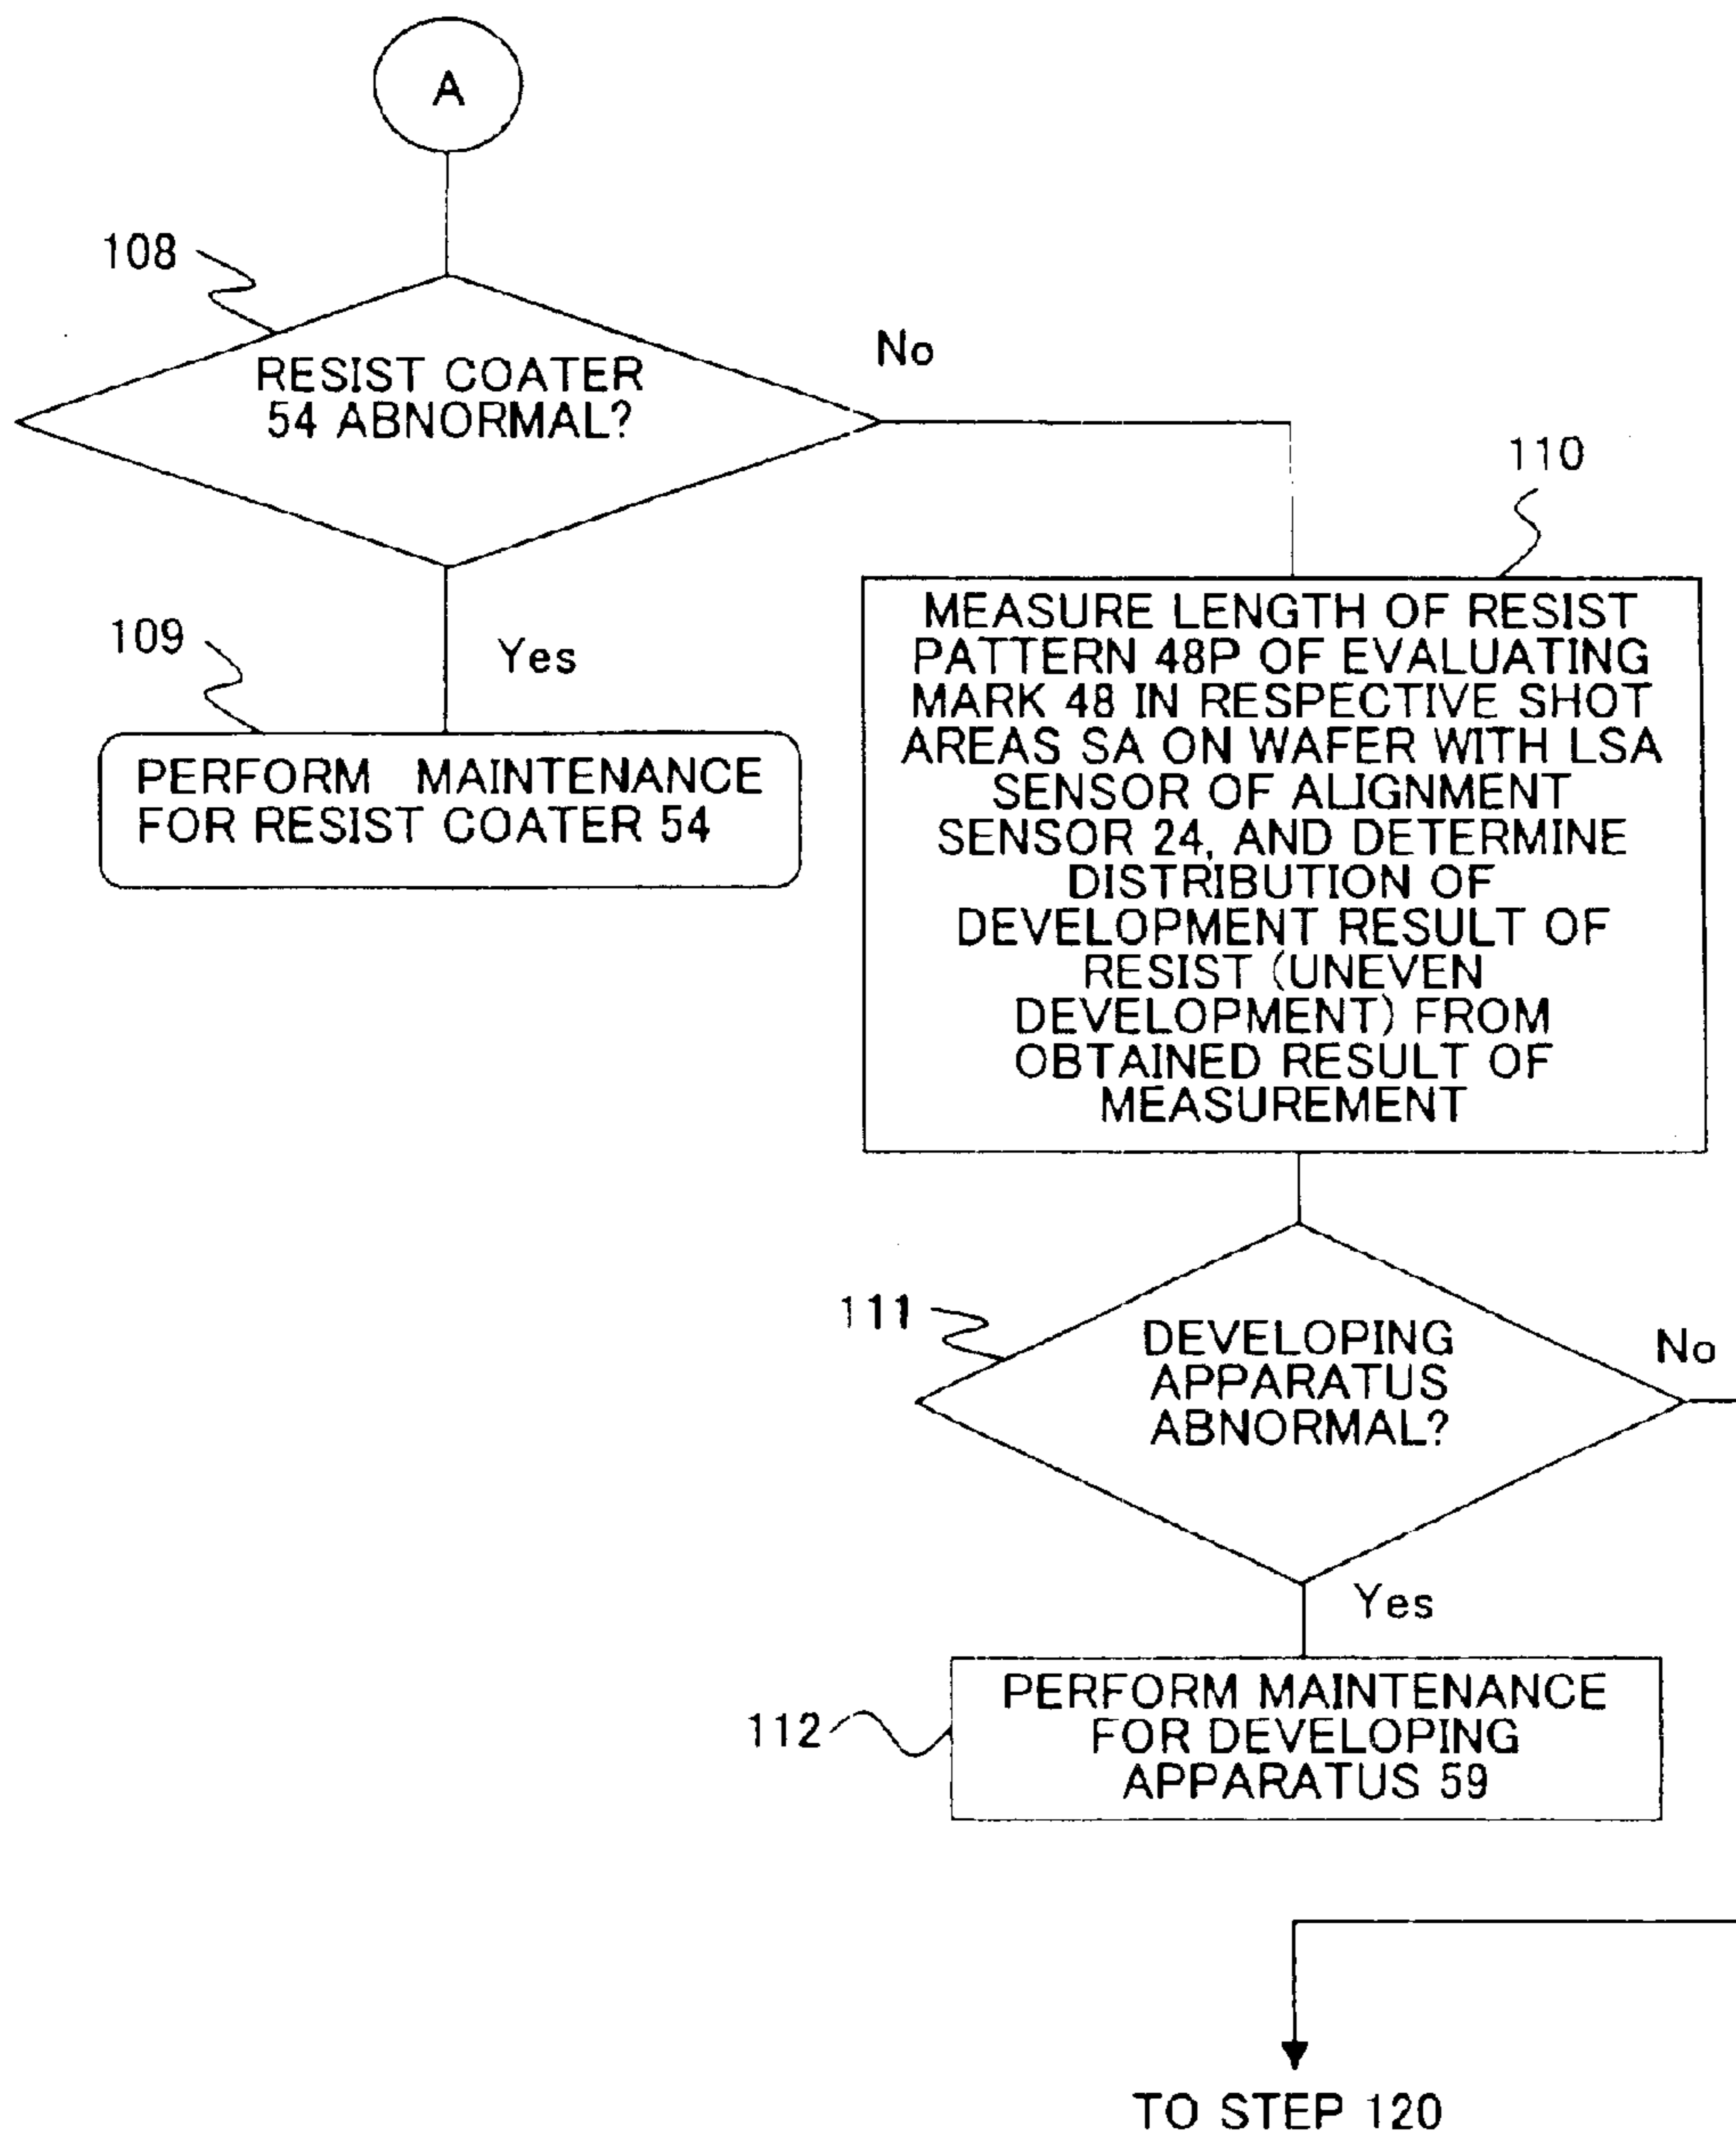 A
108
RESIST COATER
54 ABNORMAL?
No
109
Yes
PERFORM MAINTENANCE
FOR RESIST COATER 54
110
MEASURE LENGTH OF RESIST
PATTERN 48P OF EVALUATING
MARK 48 IN RESPECTIVE SHOT
AREAS SA ON WAFER WITH LSA
SENSOR OF ALIGNMENT
SENSOR 24, AND DETERMINE
DISTRIBUTION OF
DEVELOPMENT RESULT OF
RESIST (UNEVEN
DEVELOPMENT) FROM
OBTAINED RESULT OF
MEASUREMENT
111
DEVELOPING
APPARATUS
ABNORMAL?
No
Yes
112
PERFORM MAINTENANCE
FOR DEVELOPING
APPARATUS 59
TO STEP 120